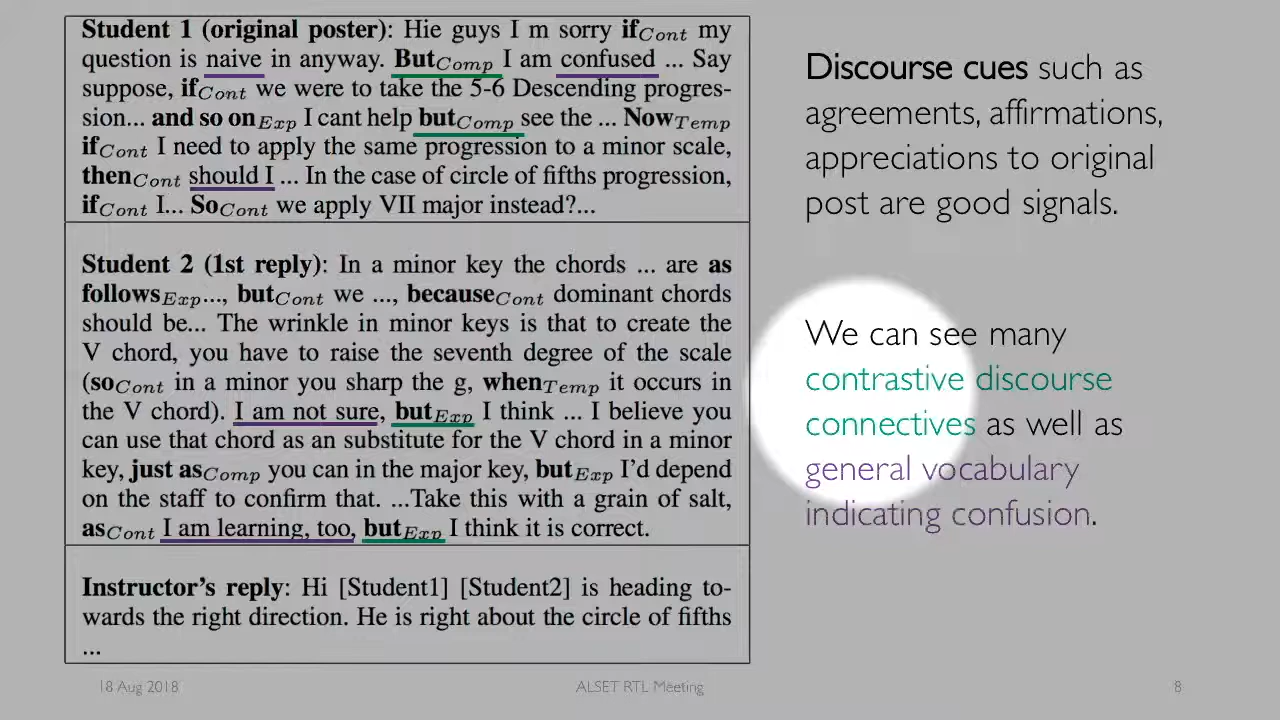 Student 1 (original poster): Hie guys I m sorry ifCont my
question is naive in anyway. ButComp I am confused ... Say
suppose, ifCont we were to take the 5-6 Descending progres-
sion... and so onExp I cant help butComp see the ... NowTemp
ifCont I need to apply the same progression to a minor scale,
thenCont should I ... In the case of circle of fifths progression,
ifCont I... SoCont we apply VII major instead?...
Student 2 (1st reply): In a minor key the chords ... are as
followsExp..., butCont we ..., becauseCont dominant chords
should be... The wrinkle in minor keys is that to create the
V chord, you have to raise the seventh degree of the scale
(soCont in a minor you sharp the g, whenTemp it occurs in
the V chord). I am not sure, butExp I think ... I believe you
can use that chord as an substitute for the V chord in a minor
key, just asComp you can in the major key, butExp I'd depend
on the staff to confirm that. ...Take this with a grain of salt,
asCont I am learning, too, butExp I think it is correct.
Instructor's reply: Hi [Student1] [Student2] is heading to-
wards the right direction. He is right about the circle of fifths
...
Discourse cues such as
agreements, affirmations,
appreciations to original
post are good signals.
We can see many
contrastive discourse
connectives as well as
general vocabulary
indicating confusion.
18 Aug 2018
ALSET RTL Meeting
8